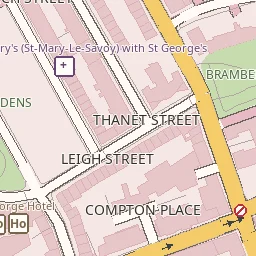 STREET
ry's (St-Mary-Le-Savoy) with St George's
BRAMBE
DENS
THANET STREET
LEIGH STREET
orge Hotel
Ho
COMPTON PLACE